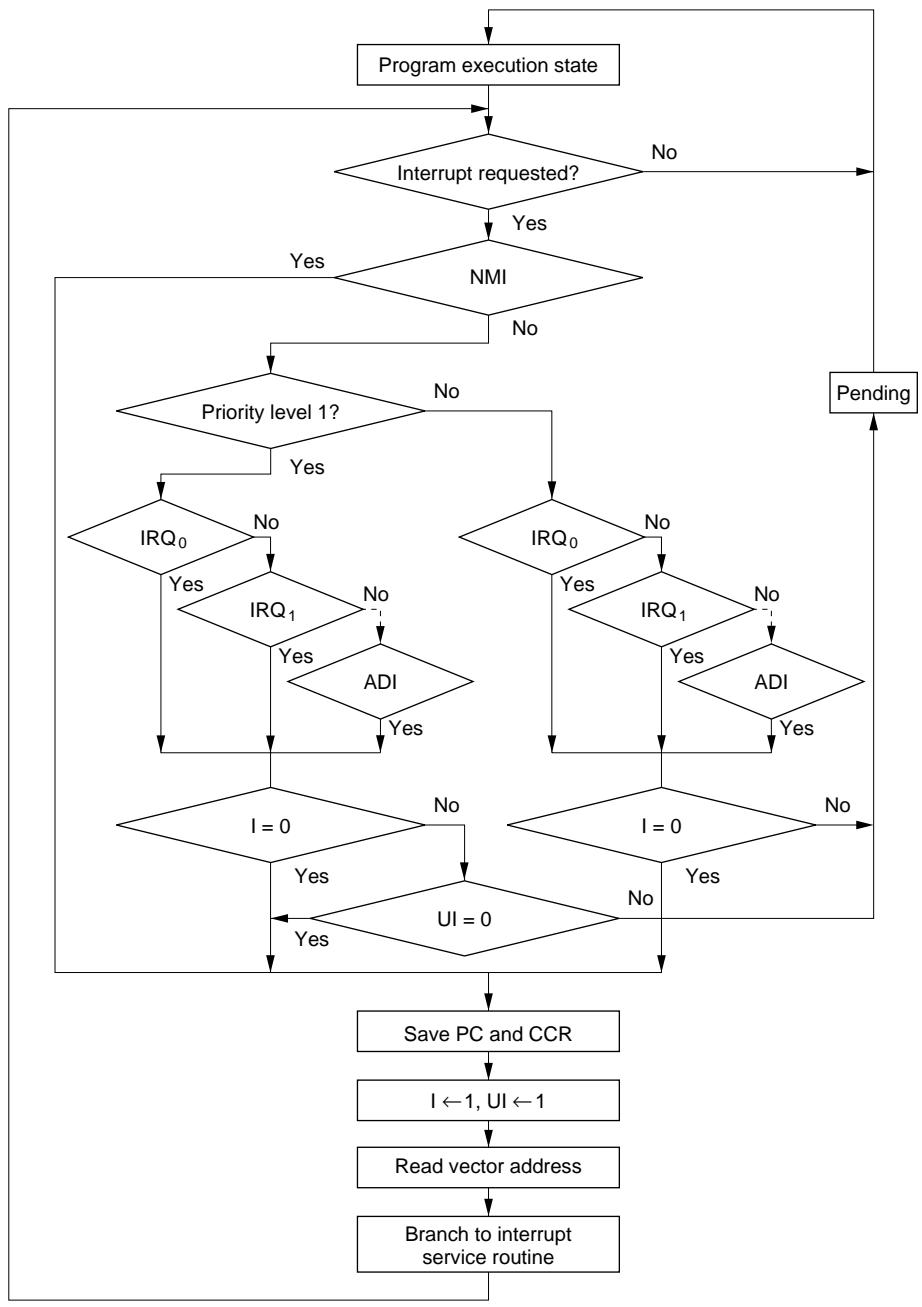 Program execution state
No
Interrupt requested?
Yes
Yes
NMI
No
Pending
No
Priority level 1?
Yes
No
No
IRQ0
IRQ0
Yes
No
Yes
No
IRQ1
IRQ1
Yes
Yes
ADI
ADI
Yes
Yes
No
No
I = 0
I = 0
Yes
Yes
No
UI = 0
Yes
Save PC and CCR
I ←1, UI ←1
Read vector address
Branch to interrupt
service routine